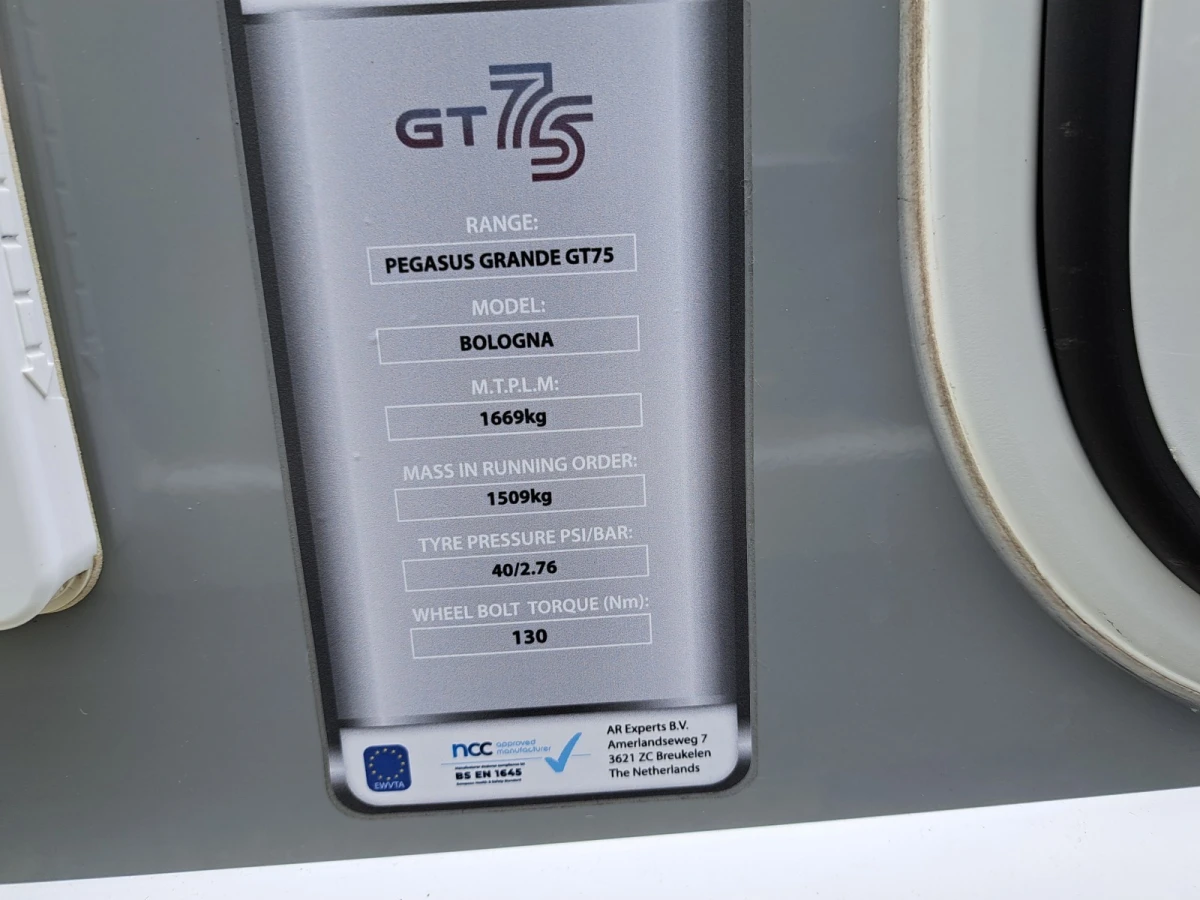 GT75
RANGE:
PEGASUS GRANDE GT75
MODEL:
BOLOGNA
M.T.P.L.M:
1669kg
MASS IN RUNNING ORDER:
1509kg
TYRE PRESSURE PSI/BAR:
40/2.76
WHEEL BOLT TORQUE (Nm):
130
EWVTA
ncc approved manufacturer
BS EN 1645
AR Experts B.V.
Amerlandseweg 7
3621 ZC Breukelen
The Netherlands